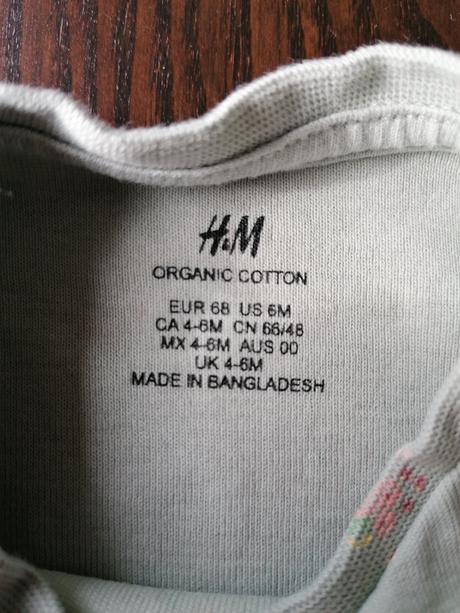 H&M
ORGANIC COTTON
EUR 68 US 6M
CA 4-6M CN 66/48
MX 4-6M AUS 00
UK 4-6M
MADE IN BANGLADESH